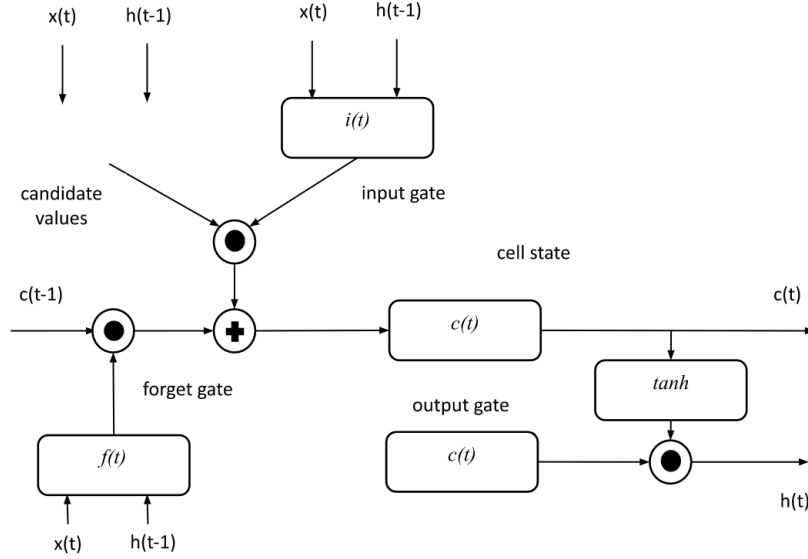 x(t)
h(t-1)
x(t)
h(t-1)
i(t)
candidate
values
input gate
cell state
c(t-1)
c(t)
c(t)
forget gate
tanh
output gate
f(t)
c(t)
h(t)
x(t)
h(t-1)